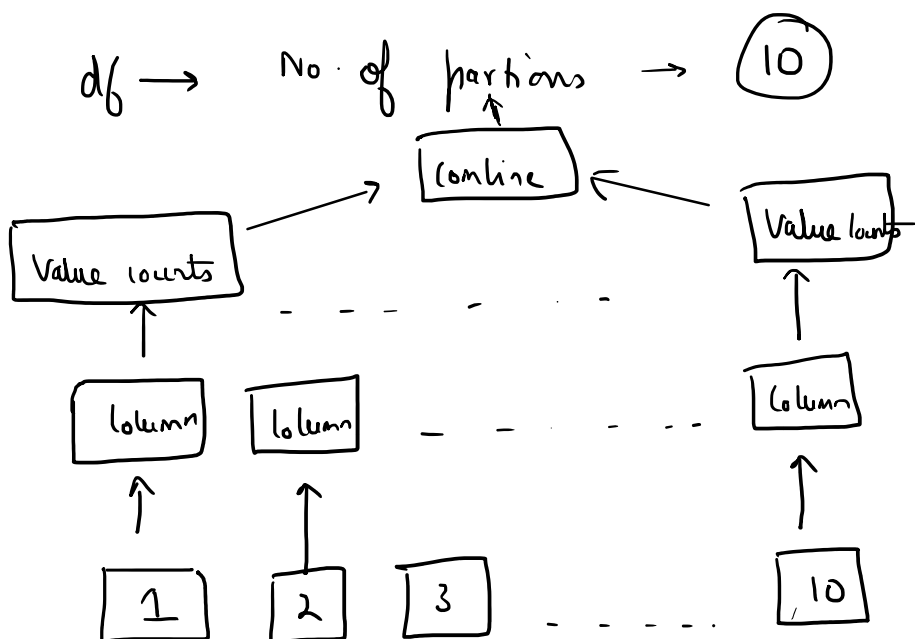 df → No. of partions → 10
Combine
Value counts
Value counts
Column
Column
Column
1 2 3 10